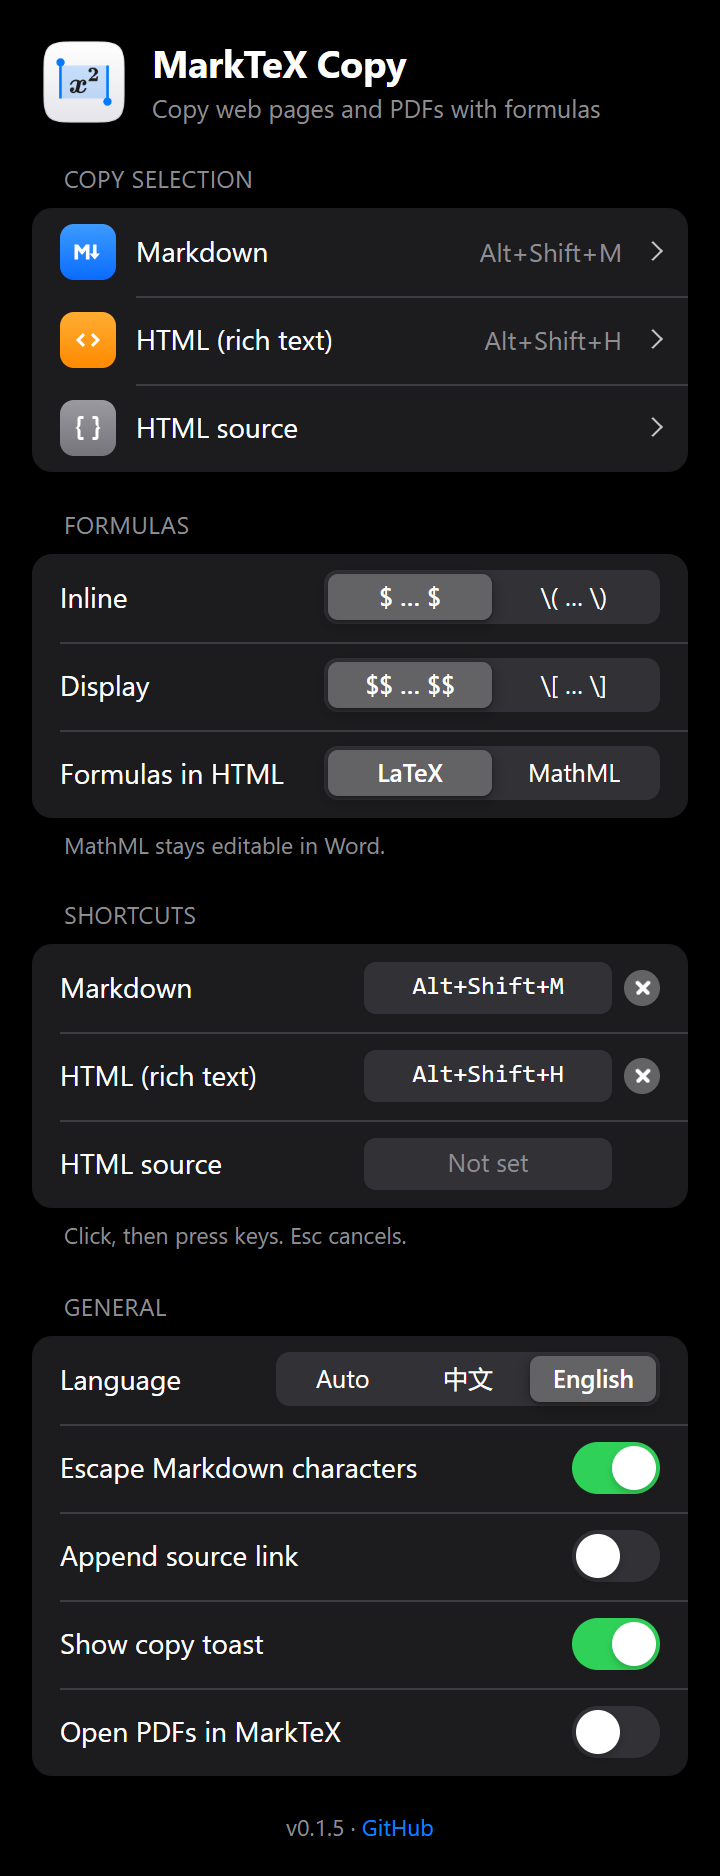 x²
MarkTeX Copy
Copy web pages and PDFs with formulas
COPY SELECTION
M↓ Markdown Alt+Shift+M
<> HTML (rich text) Alt+Shift+H
{ } HTML source
FORMULAS
Inline $ ... $ \( ... \)
Display $$ ... $$ \[ ... \]
Formulas in HTML LaTeX MathML
MathML stays editable in Word.
SHORTCUTS
Markdown Alt+Shift+M
HTML (rich text) Alt+Shift+H
HTML source Not set
Click, then press keys. Esc cancels.
GENERAL
Language Auto 中文 English
Escape Markdown characters
Append source link
Show copy toast
Open PDFs in MarkTeX
v0.1.5 · GitHub